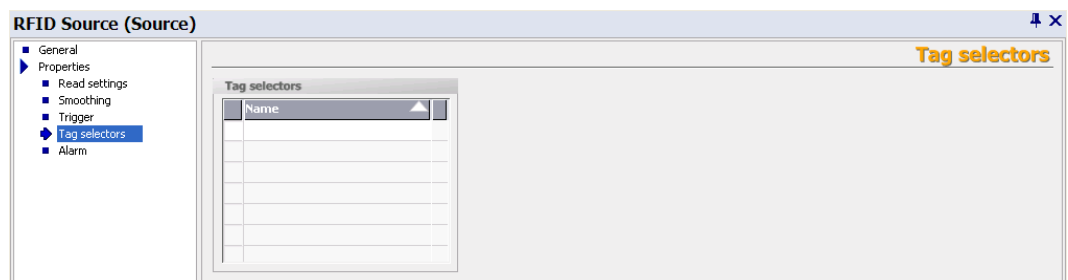 RFID Source (Source)
General
Properties
Read settings
Smoothing
Trigger
Tag selectors
Alarm
Tag selectors
Tag selectors
Name